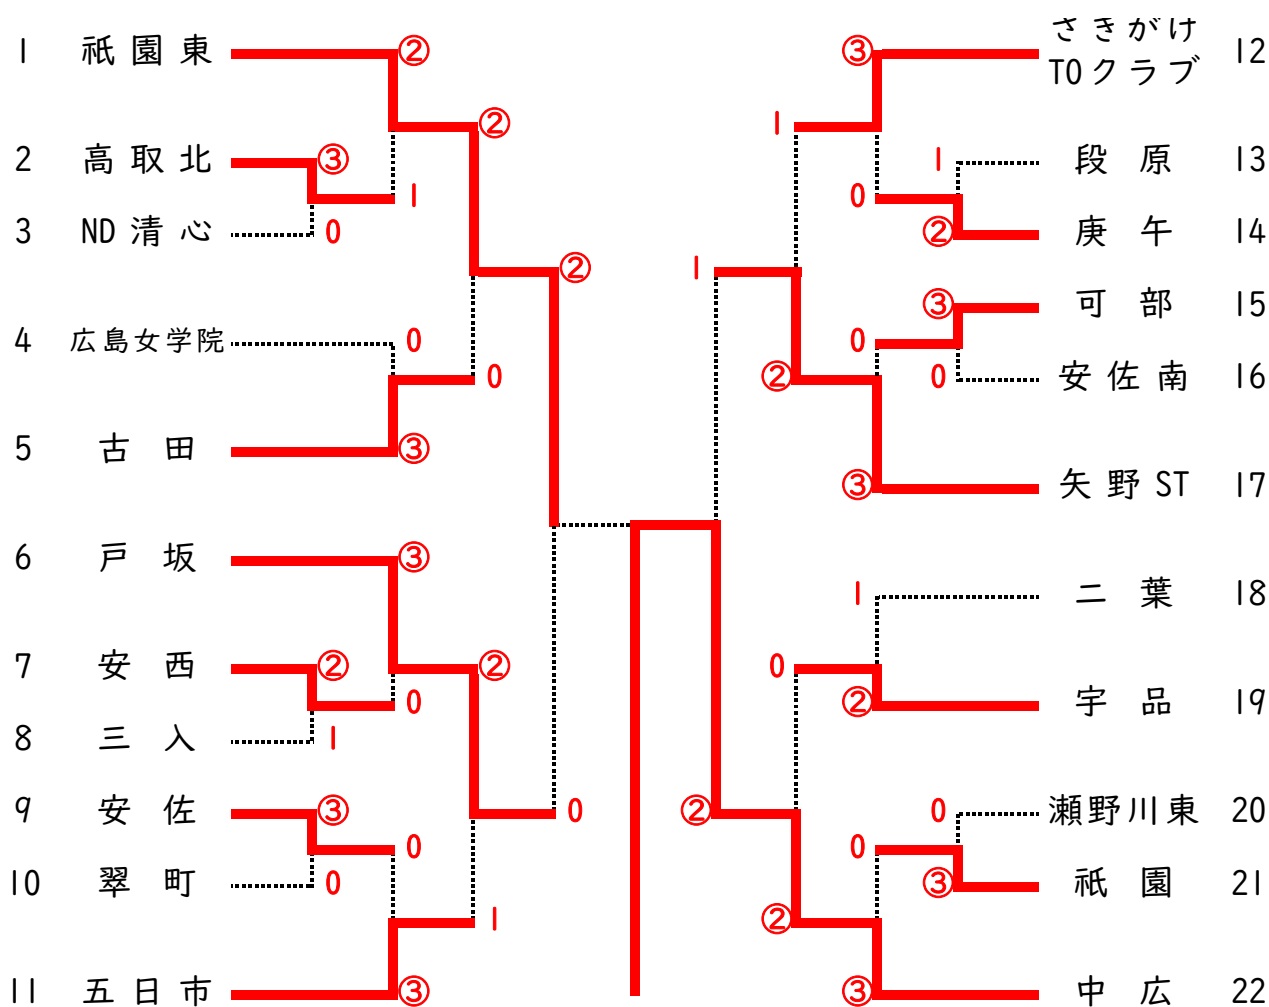 1 祇園東
2 高取北
3 ND清心
4 広島女学院
5 古田
6 戸坂
7 安西
8 三入
9 安佐
10 翠町
11 五日市
② ② ③ 1 0 ② 0 0 ③ ③ ② ② 0 1 0 ③ 0 0 1 ③
さきがけ
TOクラブ 12
段原 13
庚午 14
可部 15
安佐南 16
矢野ST 17
二葉 18
宇品 19
瀬野川東 20
祇園 21
中広 22
③ 1 1 0 ② 1 ③ 0 ② 0 ③ 1 0 ② ② 0 0 ③ ② ③